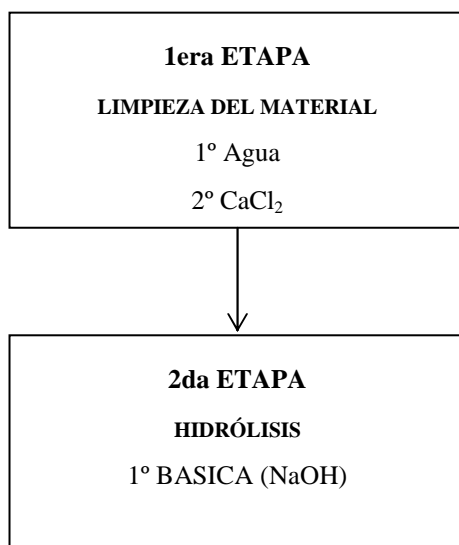 1era ETAPA
LIMPIEZA DEL MATERIAL
1º Agua
2º CaCl₂
2da ETAPA
HIDRÓLISIS
1º BASICA (NaOH)